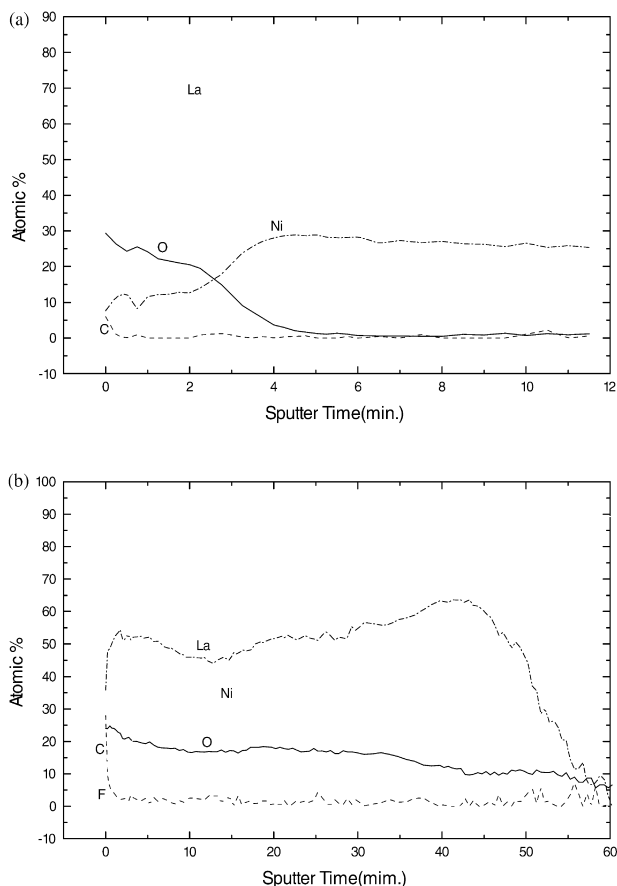 (a)
90
80
70
60
50
40
30
20
10
0
-10
Atomic %
La
O
Ni
C
0 2 4 6 8 10 12
Sputter Time(min.)
(b)
100
90
80
70
60
50
40
30
20
10
0
-10
Atomic %
La
Ni
O
C
F
0 10 20 30 40 50 60
Sputter Time(mim.)